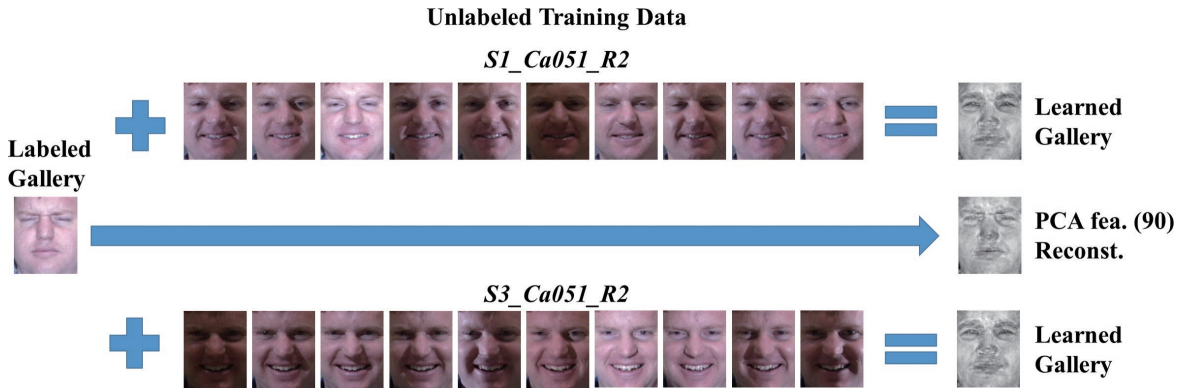 Unlabeled Training Data
S1_Ca051_R2
Learned
Gallery
Labeled
Gallery
PCA fea. (90)
Reconst.
S3_Ca051_R2
Learned
Gallery